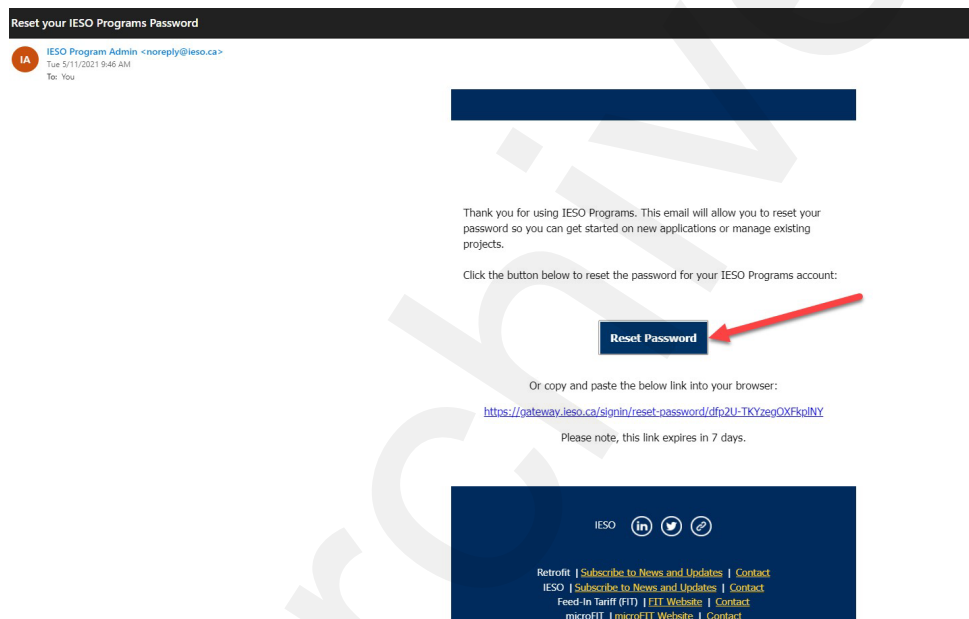 Reset your IESO Programs Password
IA
IESO Program Admin <noreply@ieso.ca>
Tue 5/11/2021 9:46 AM
To: You
Thank you for using IESO Programs. This email will allow you to reset your
password so you can get started on new applications or manage existing
projects.
Click the button below to reset the password for your IESO Programs account:
Reset Password
Or copy and paste the below link into your browser:
https://gateway.ieso.ca/signin/reset-password/dfp2U-TKYzegOXFkplNY
Please note, this link expires in 7 days.
IESO in
Retrofit | Subscribe to News and Updates | Contact
IESO | Subscribe to News and Updates | Contact
Feed-In Tariff (FIT) | FIT Website | Contact
microFIT | microFIT Website | Contact